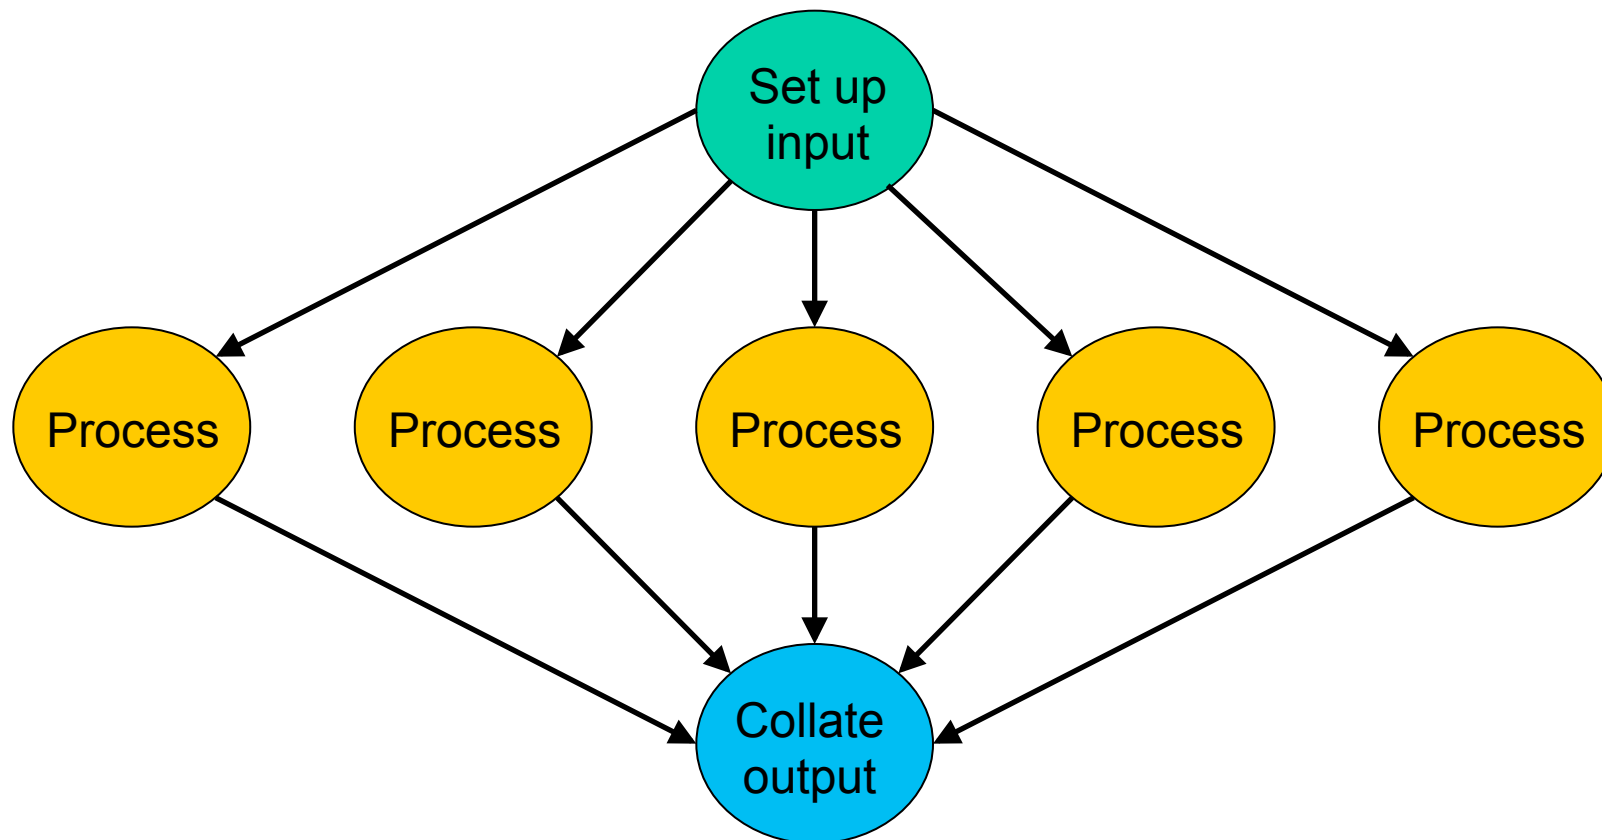 Set up
input
Process
Process
Process
Process
Process
Collate
output